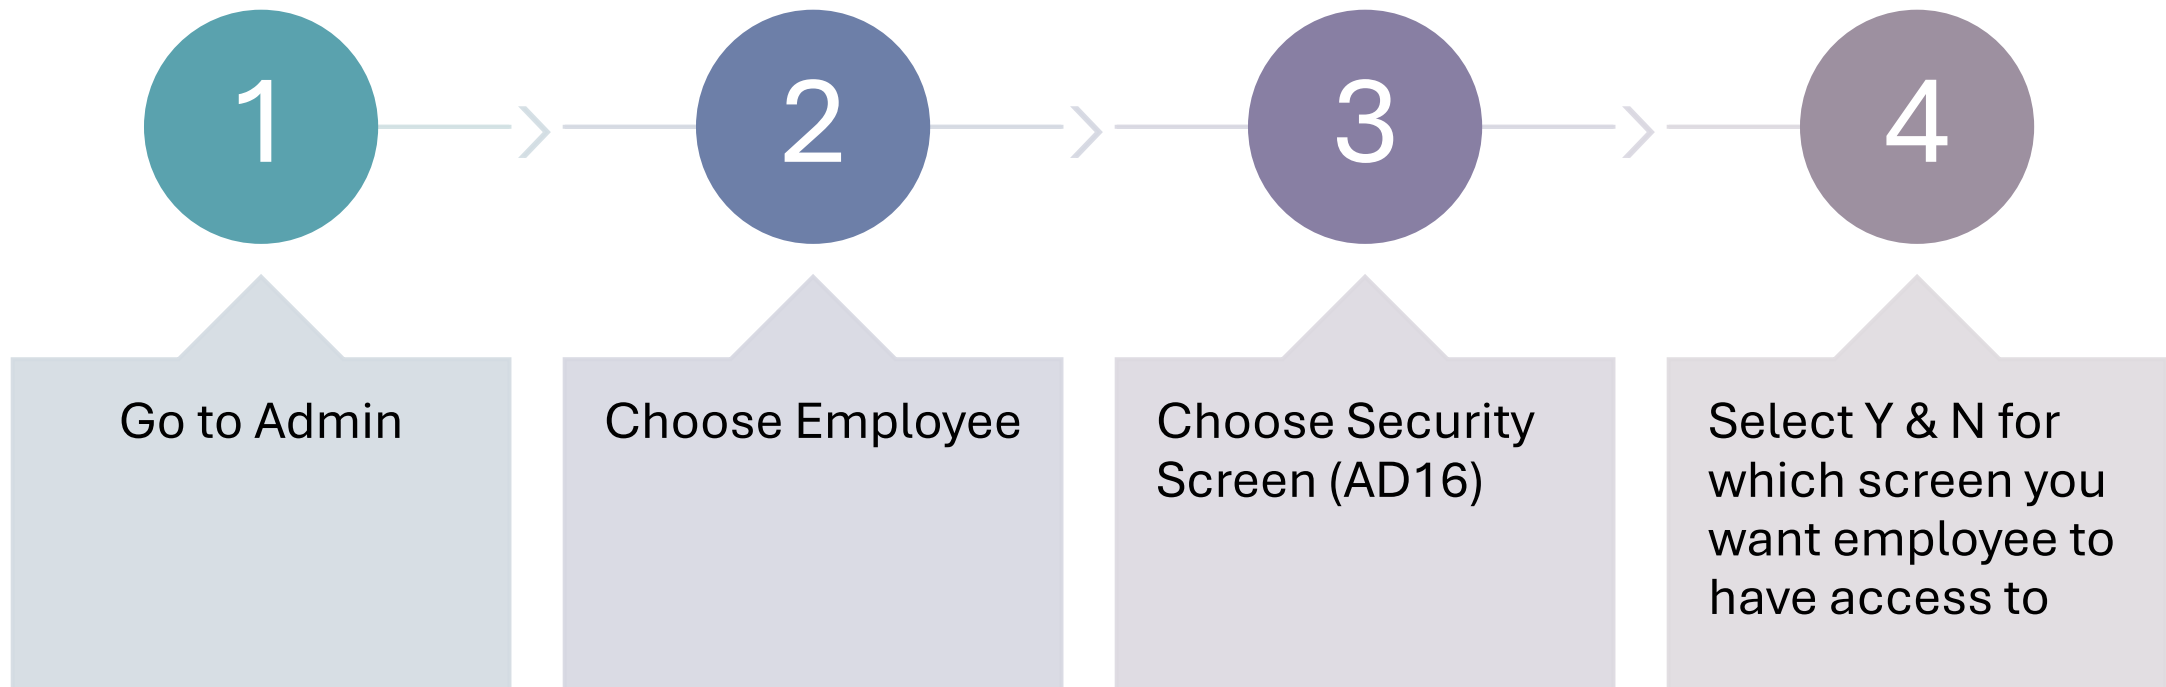 1
2
3
4
Go to Admin
Choose Employee
Choose Security
Screen (AD16)
Select Y & N for
which screen you
want employee to
have access to